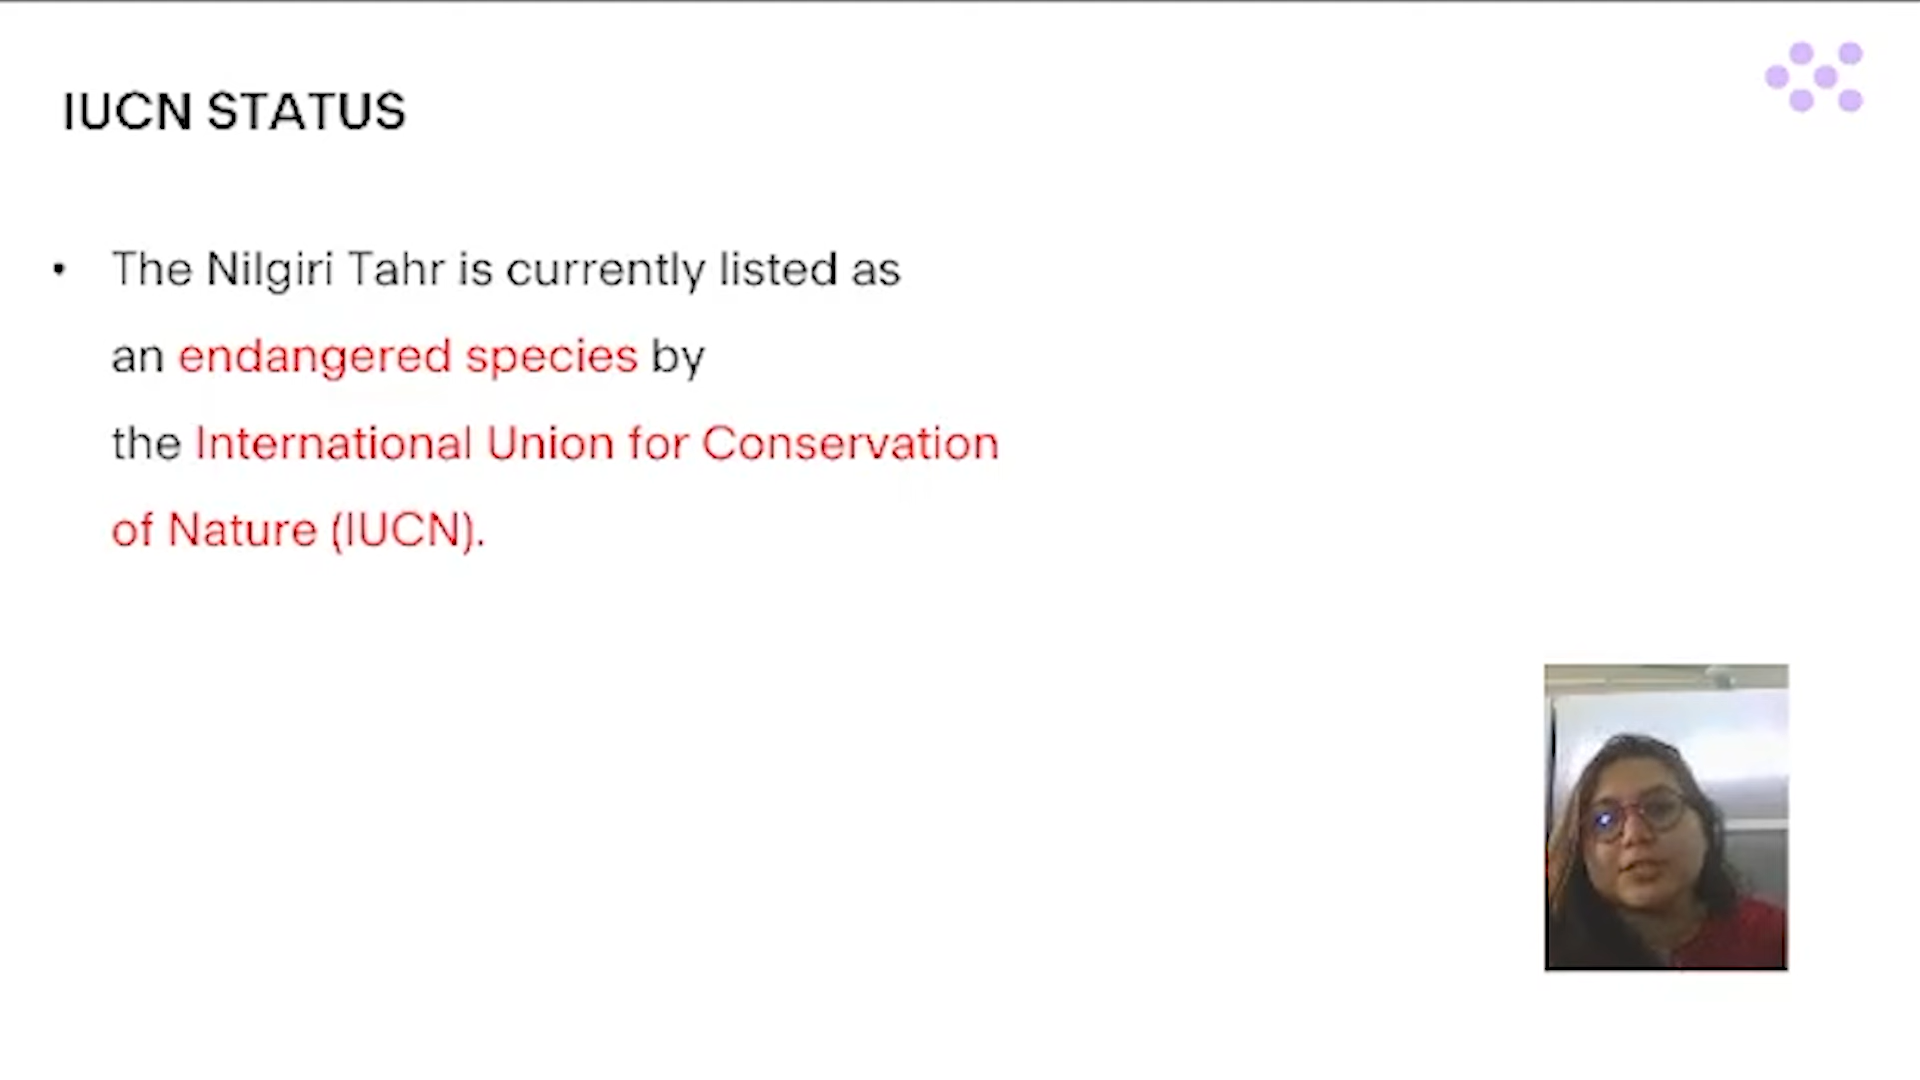 IUCN STATUS
• The Nilgiri Tahr is currently listed as
an endangered species by
the International Union for Conservation
of Nature (IUCN).